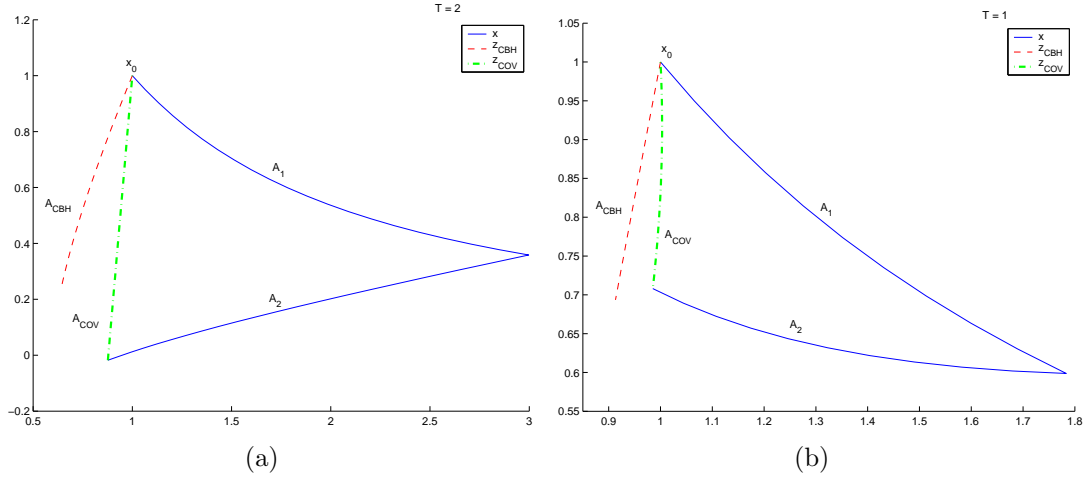 T = 2
x
z_CBH
z_COV
x_0
A_1
A_CBH
A_2
A_COV
1.2
1
0.8
0.6
0.4
0.2
0
−0.2
0.5
1
1.5
2
2.5
3
(a)
T = 1
x
z_CBH
z_COV
x_0
A_1
A_CBH
A_COV
A_2
1.05
1
0.95
0.9
0.85
0.8
0.75
0.7
0.65
0.6
0.55
0.9
1
1.1
1.2
1.3
1.4
1.5
1.6
1.7
1.8
(b)